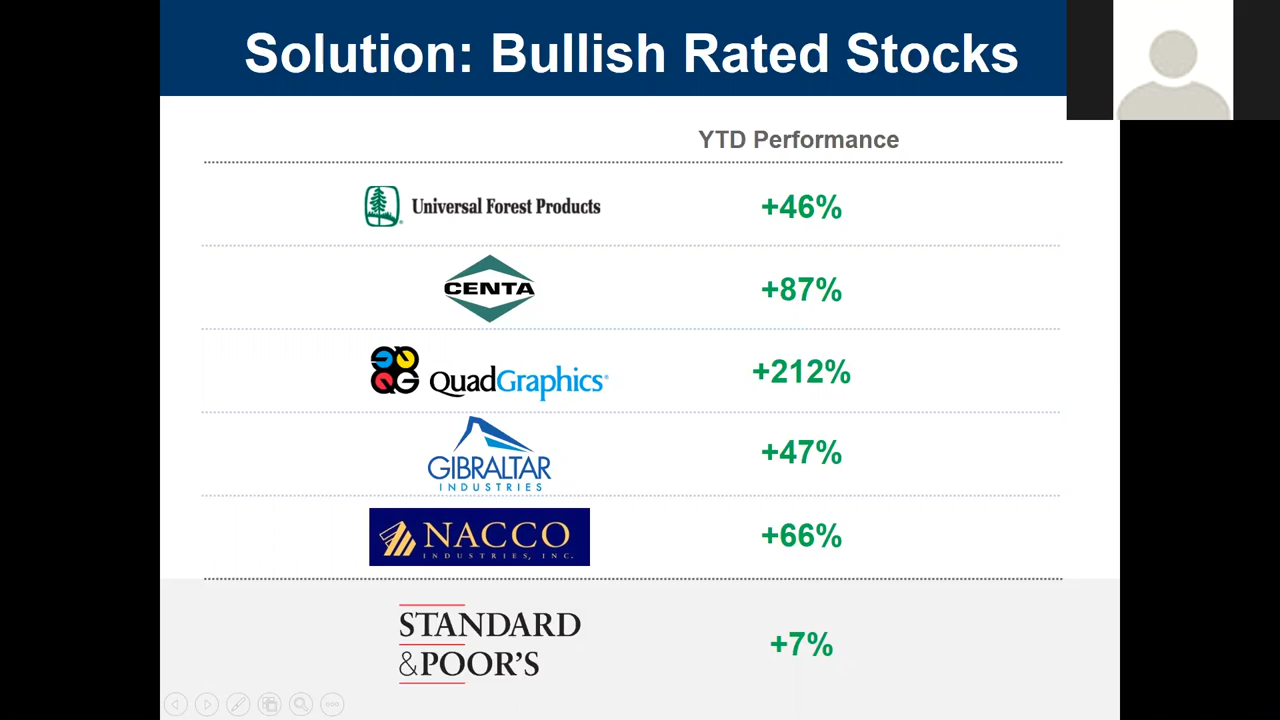 Solution: Bullish Rated Stocks
YTD Performance
Universal Forest Products
+46%
CENTA
+87%
QG
QuadGraphics®
+212%
GIBRALTAR
INDUSTRIES
+47%
NACCO
INDUSTRIES, INC.
+66%
STANDARD
&POOR'S
+7%